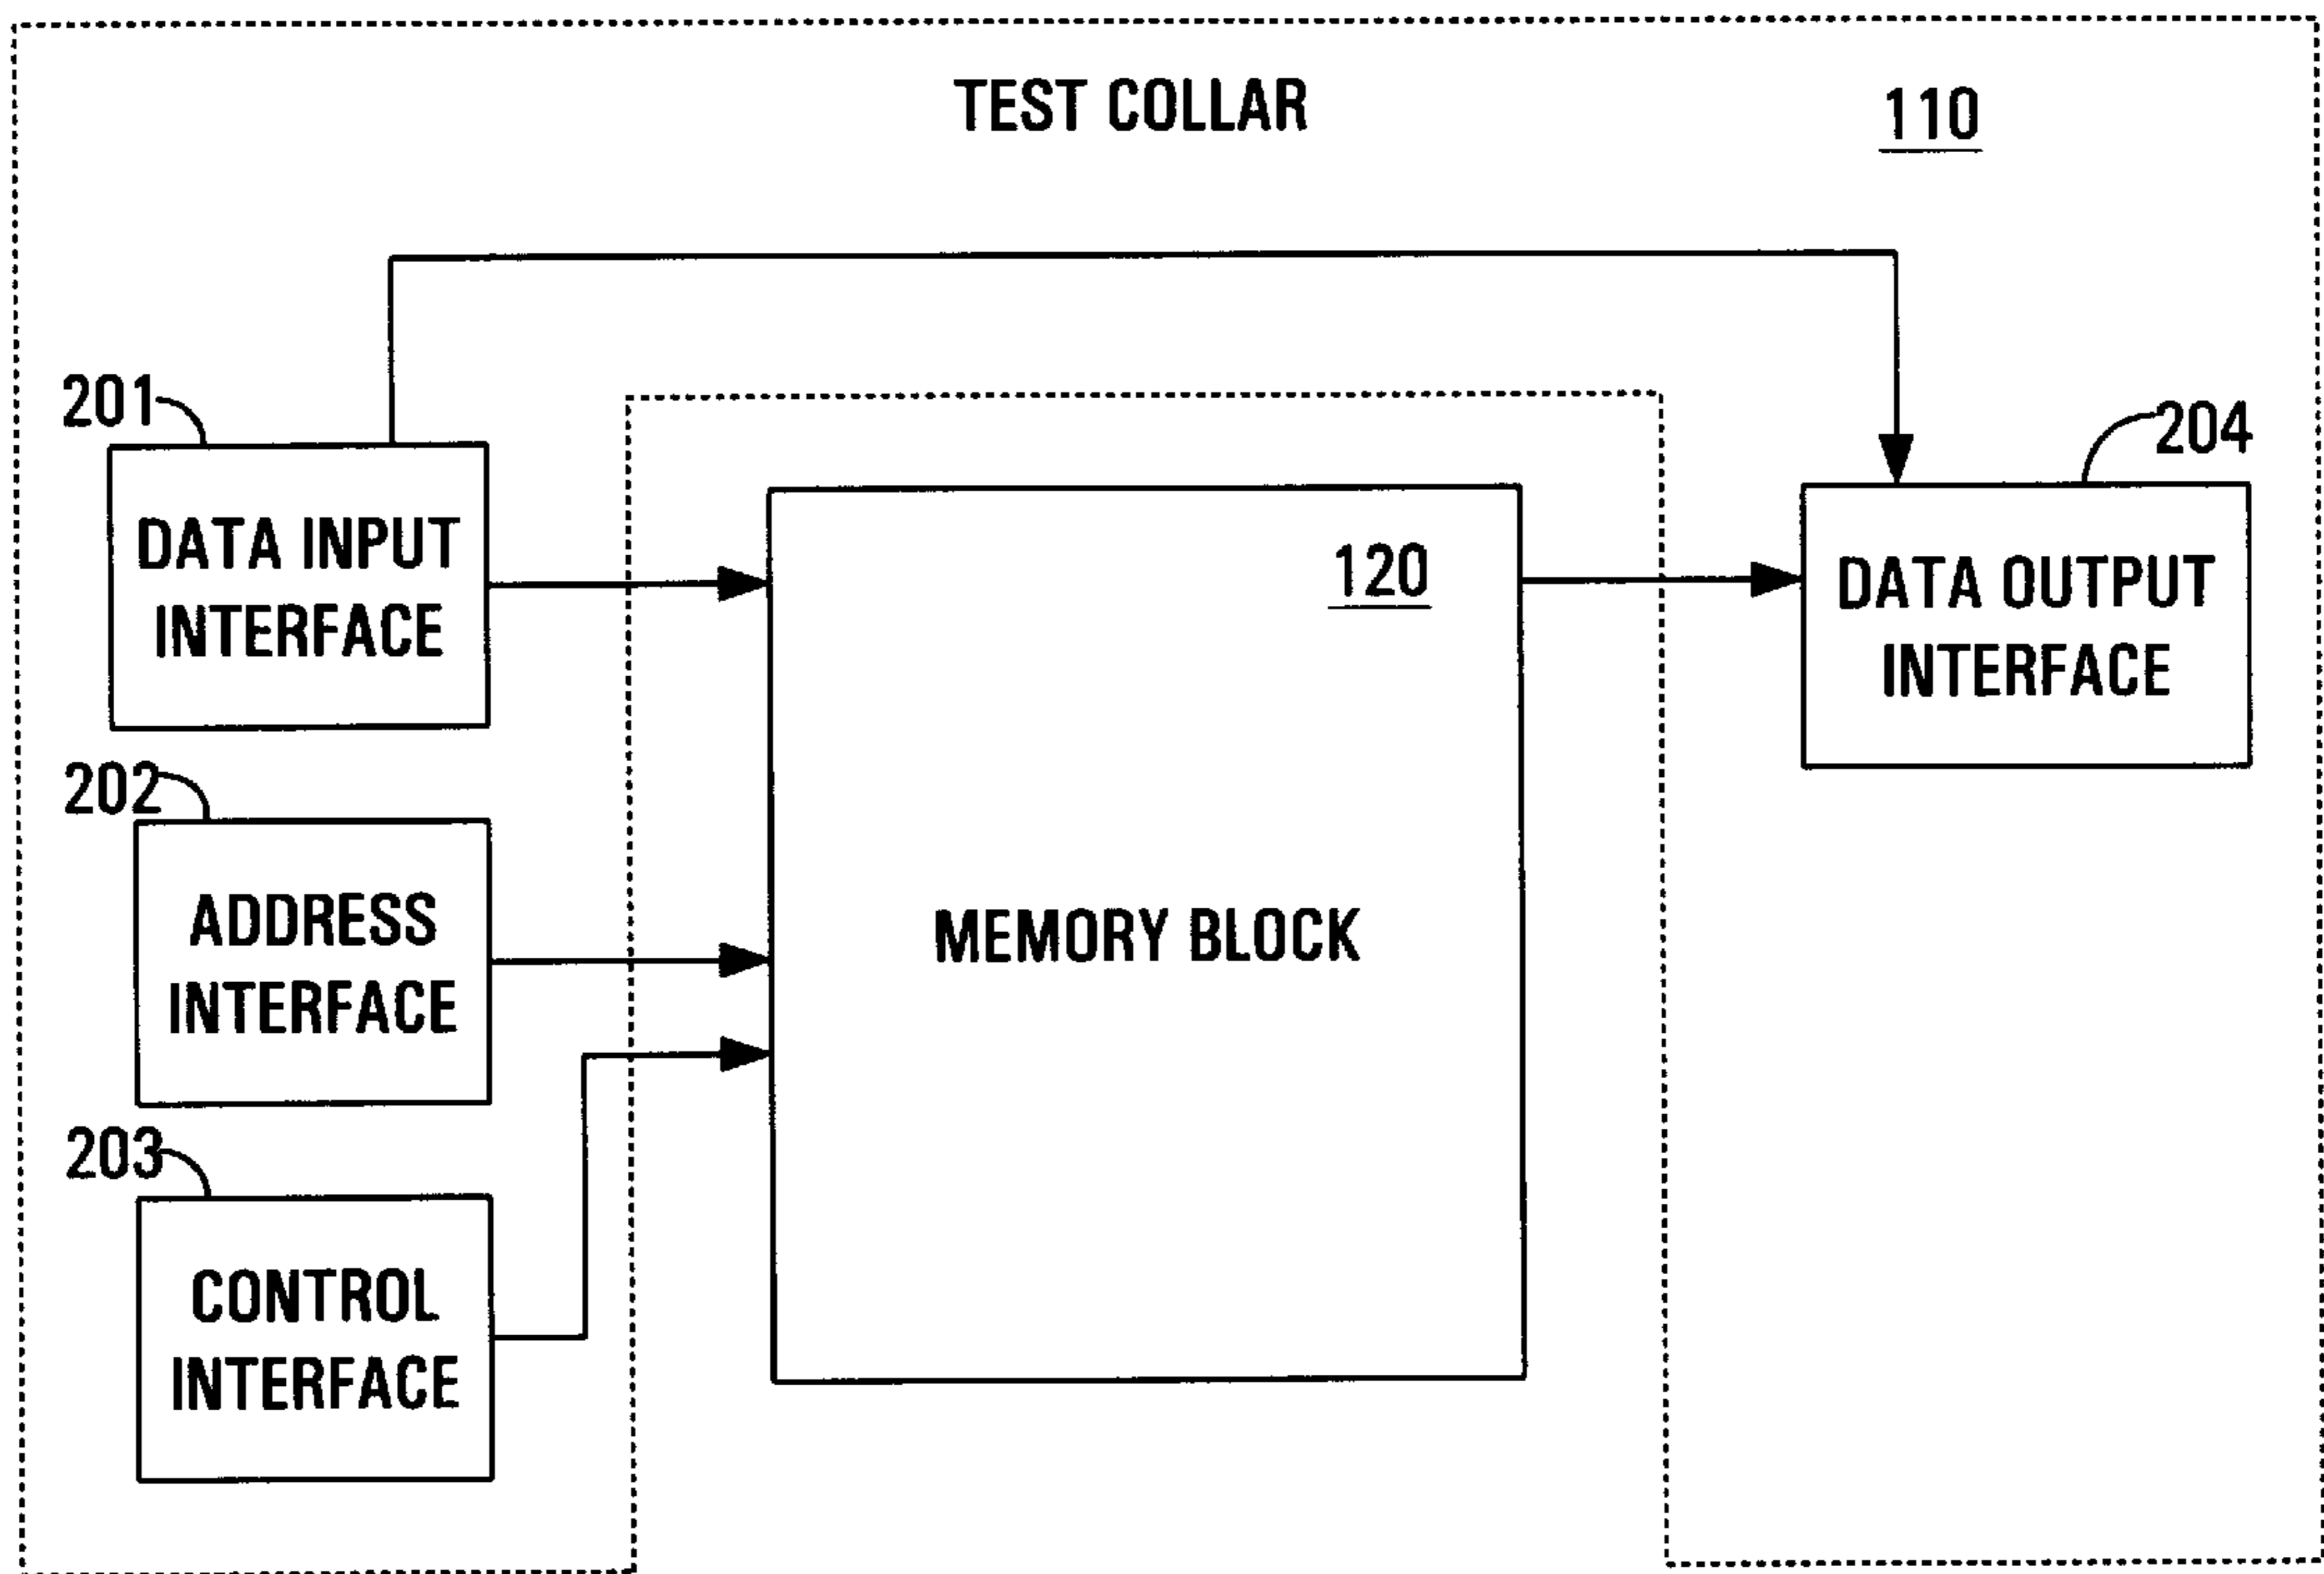 TEST COLLAR
110
201
DATA INPUT
INTERFACE
120
204
DATA OUTPUT
INTERFACE
202
ADDRESS
INTERFACE
MEMORY BLOCK
203
CONTROL
INTERFACE